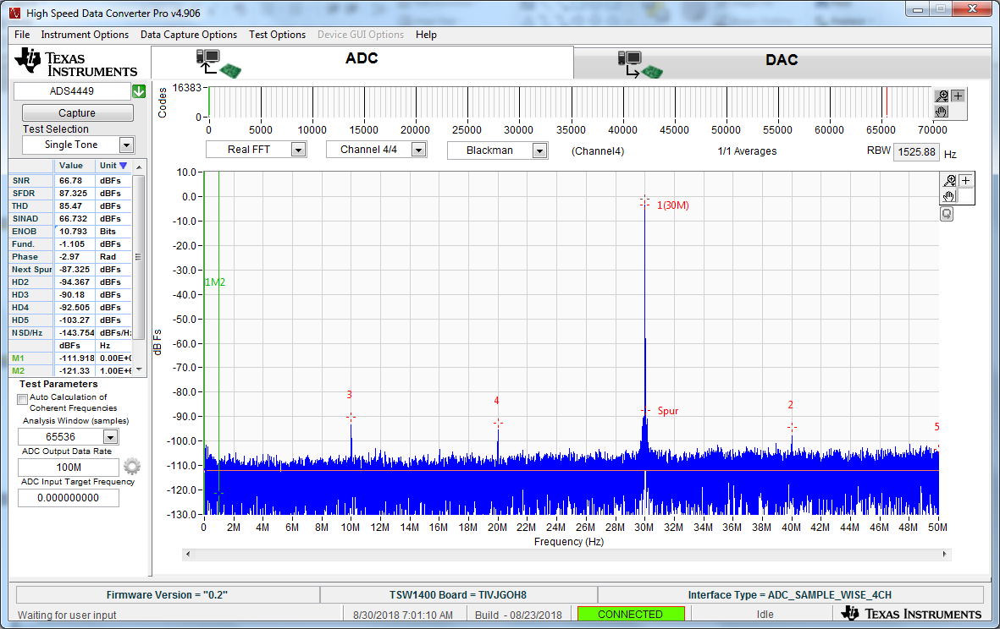 High Speed Data Converter Pro v4.906
File Instrument Options Data Capture Options Test Options Device GUI Options Help
TEXAS INSTRUMENTS
ADC
DAC
ADS4449
Capture
Test Selection
Single Tone
Codes
16383
0
0 5000 10000 15000 20000 25000 30000 35000 40000 45000 50000 55000 60000 65000 70000
Real FFT Channel 4/4 Blackman (Channel4) 1/1 Averages RBW 1525.88 Hz
Value Unit
SNR 66.78 dBFs
SFDR 87.325 dBFs
THD 85.47 dBFs
SINAD 66.732 dBFs
ENOB 10.793 Bits
Fund. -1.105 dBFs
Phase -2.97 Rad
Next Spur -87.325 dBFs
HD2 -94.367 dBFs
HD3 -90.18 dBFs
HD4 -92.505 dBFs
HD5 -103.27 dBFs
NSD/Hz -143.754 dBFs/Hz
dBFs Hz
M1 -111.918 0.00E+0
M2 -121.33 1.00E+6
Test Parameters
Auto Calculation of
Coherent Frequencies
Analysis Window (samples)
65536
ADC Output Data Rate
100M
ADC Input Target Frequency
0.000000000
dB Fs
10.0
0.0
-10.0
-20.0
-30.0
-40.0
-50.0
-60.0
-70.0
-80.0
-90.0
-100.0
-110.0
-120.0
-130.0
1(30M)
1M2
3
4
Spur
2
5
0 2M 4M 6M 8M 10M 12M 14M 16M 18M 20M 22M 24M 26M 28M 30M 32M 34M 36M 38M 40M 42M 44M 46M 48M 50M
Frequency (Hz)
Firmware Version = "0.2" TSW1400 Board = TIVJGOH8 Interface Type = ADC_SAMPLE_WISE_4CH
Waiting for user input 8/30/2018 7:01:10 AM Build - 08/23/2018 CONNECTED Idle TEXAS INSTRUMENTS